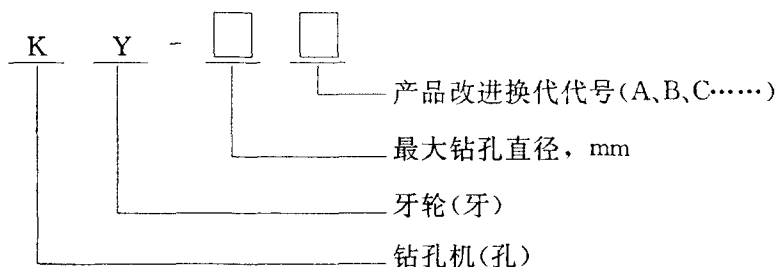 K Y - □ □
产品改进换代代号(A、B、C……)
最大钻孔直径，mm
牙轮(牙)
钻孔机(孔)